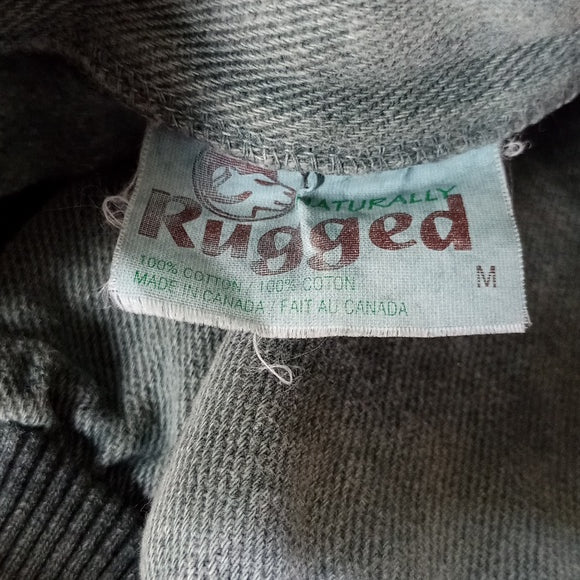 NATURALLY
Rugged
100% COTTON / 100% COTON
MADE IN CANADA / FAIT AU CANADA
M